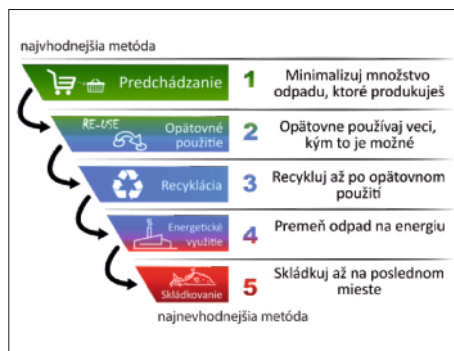 najvhodnejšia metóda
Predchádzanie
1
Minimalizuj množstvo
odpadu, ktoré produkuješ
RE-USE
Opätovné
použitie
2
Opätovne používaj veci,
kým to je možné
Recyklácia
3
Recykluj až po opätovnom
použití
Energetické
využitie
4
Premeň odpad na energiu
Skládkovanie
5
Skládkuj až na poslednom
mieste
najnevhodnejšia metóda